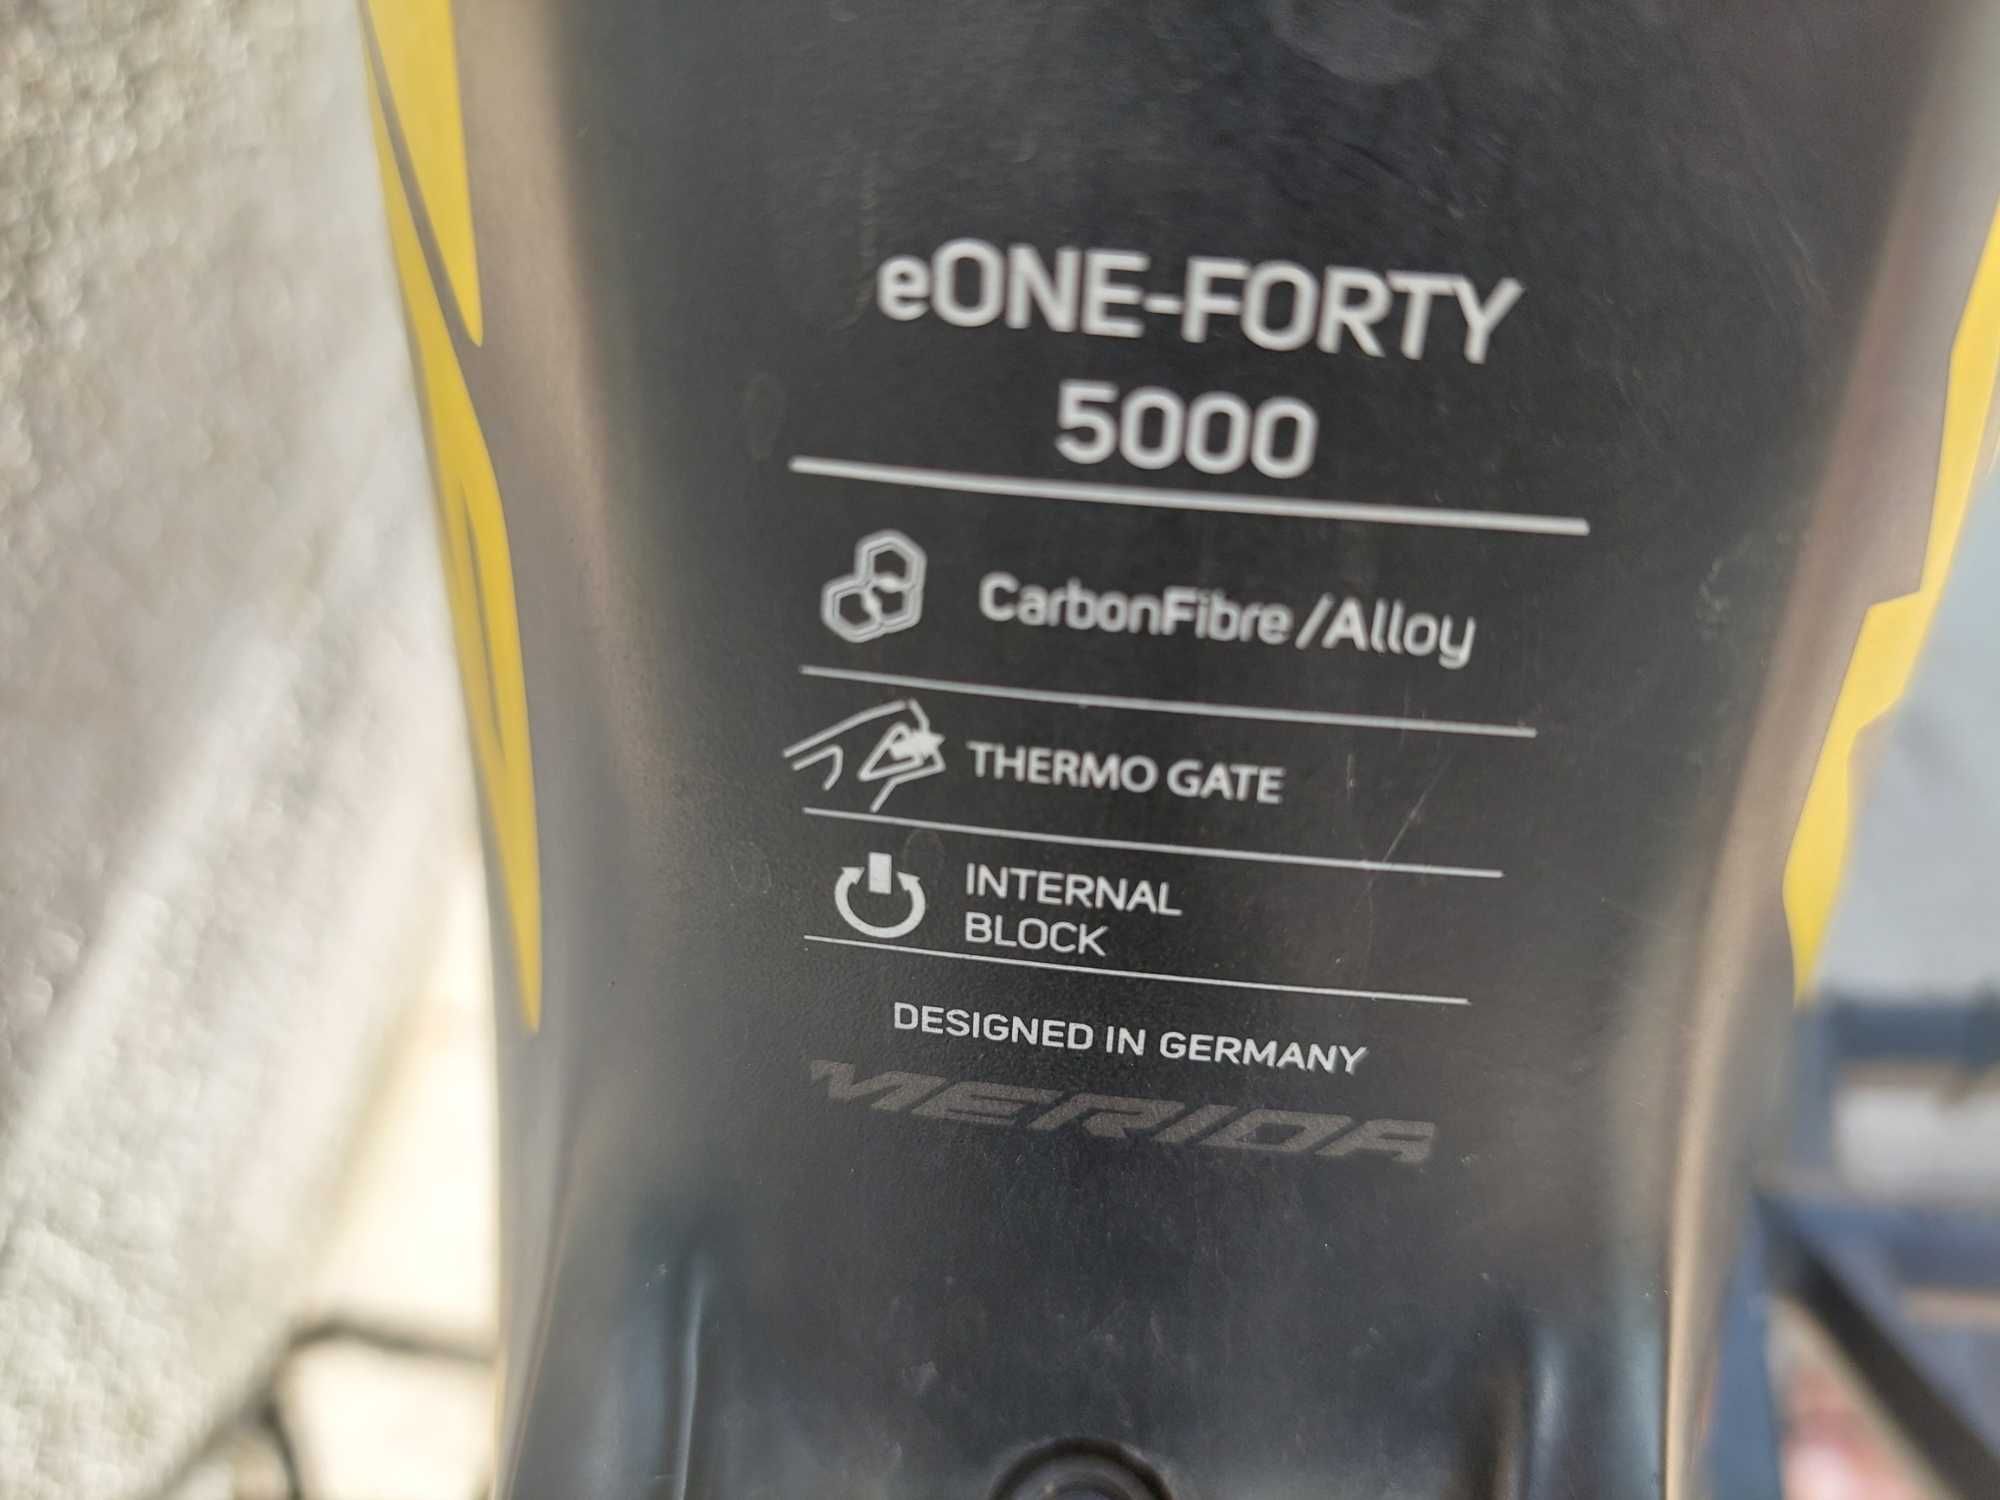 eONE-FORTY
5000
CarbonFibre/Alloy
THERMO GATE
INTERNAL
BLOCK
DESIGNED IN GERMANY
MERIDA